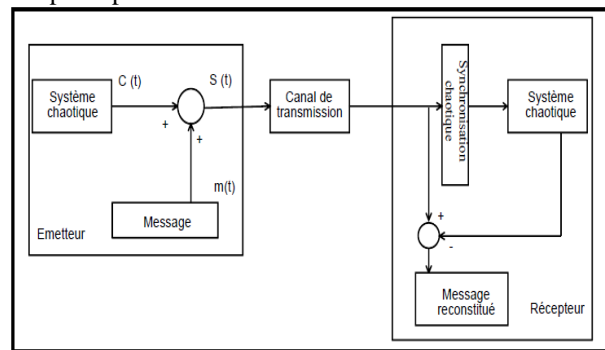 C (t)
S (t)
Système
chaotique
+
+
m(t)
Message
Emetteur
Canal de
transmission
Synchronisation
chaotique
Système
chaotique
+
-
Message
reconstitué
Récepteur